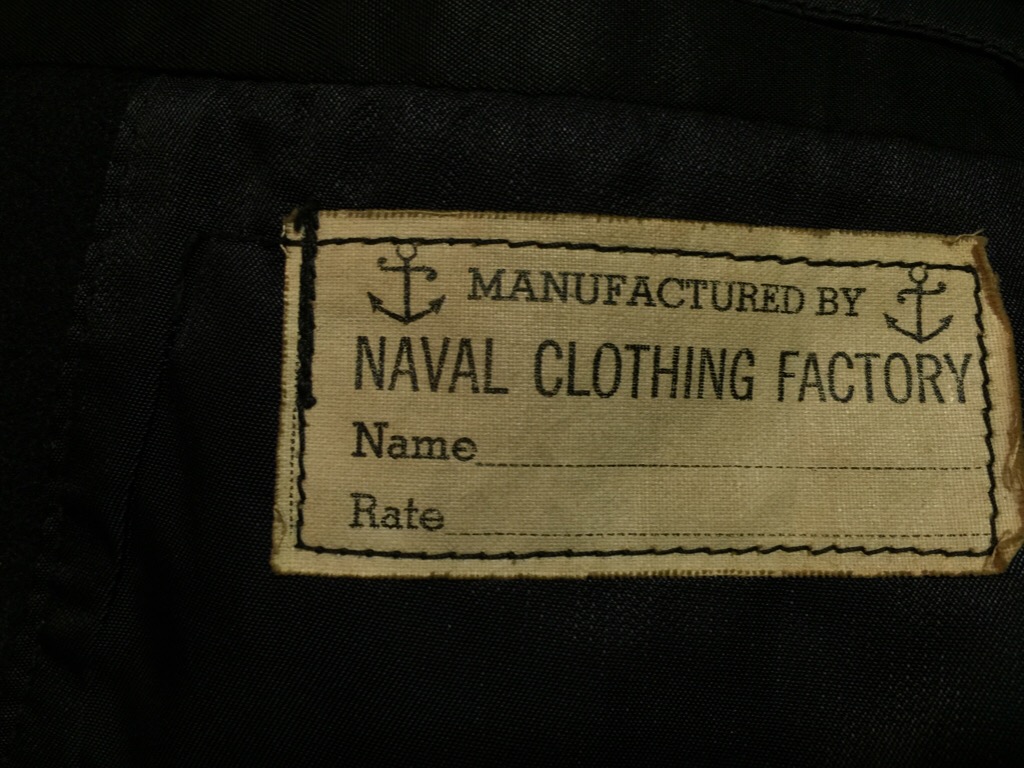 MANUFACTURED BY
NAVAL CLOTHING FACTORY
Name
Rate